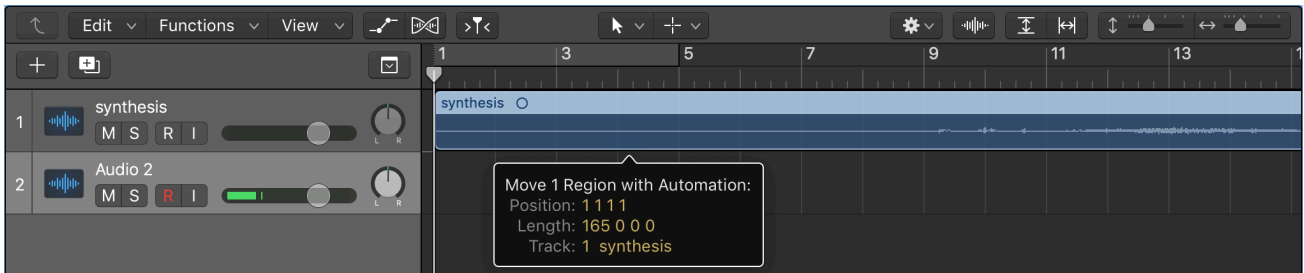 Edit Functions View
1 3 5 7 9 11 13 1
synthesis
1
M S R I
L R
synthesis
Audio 2
2
M S R I
L R
Move 1 Region with Automation:
Position: 1 1 1 1
Length: 165 0 0 0
Track: 1 synthesis